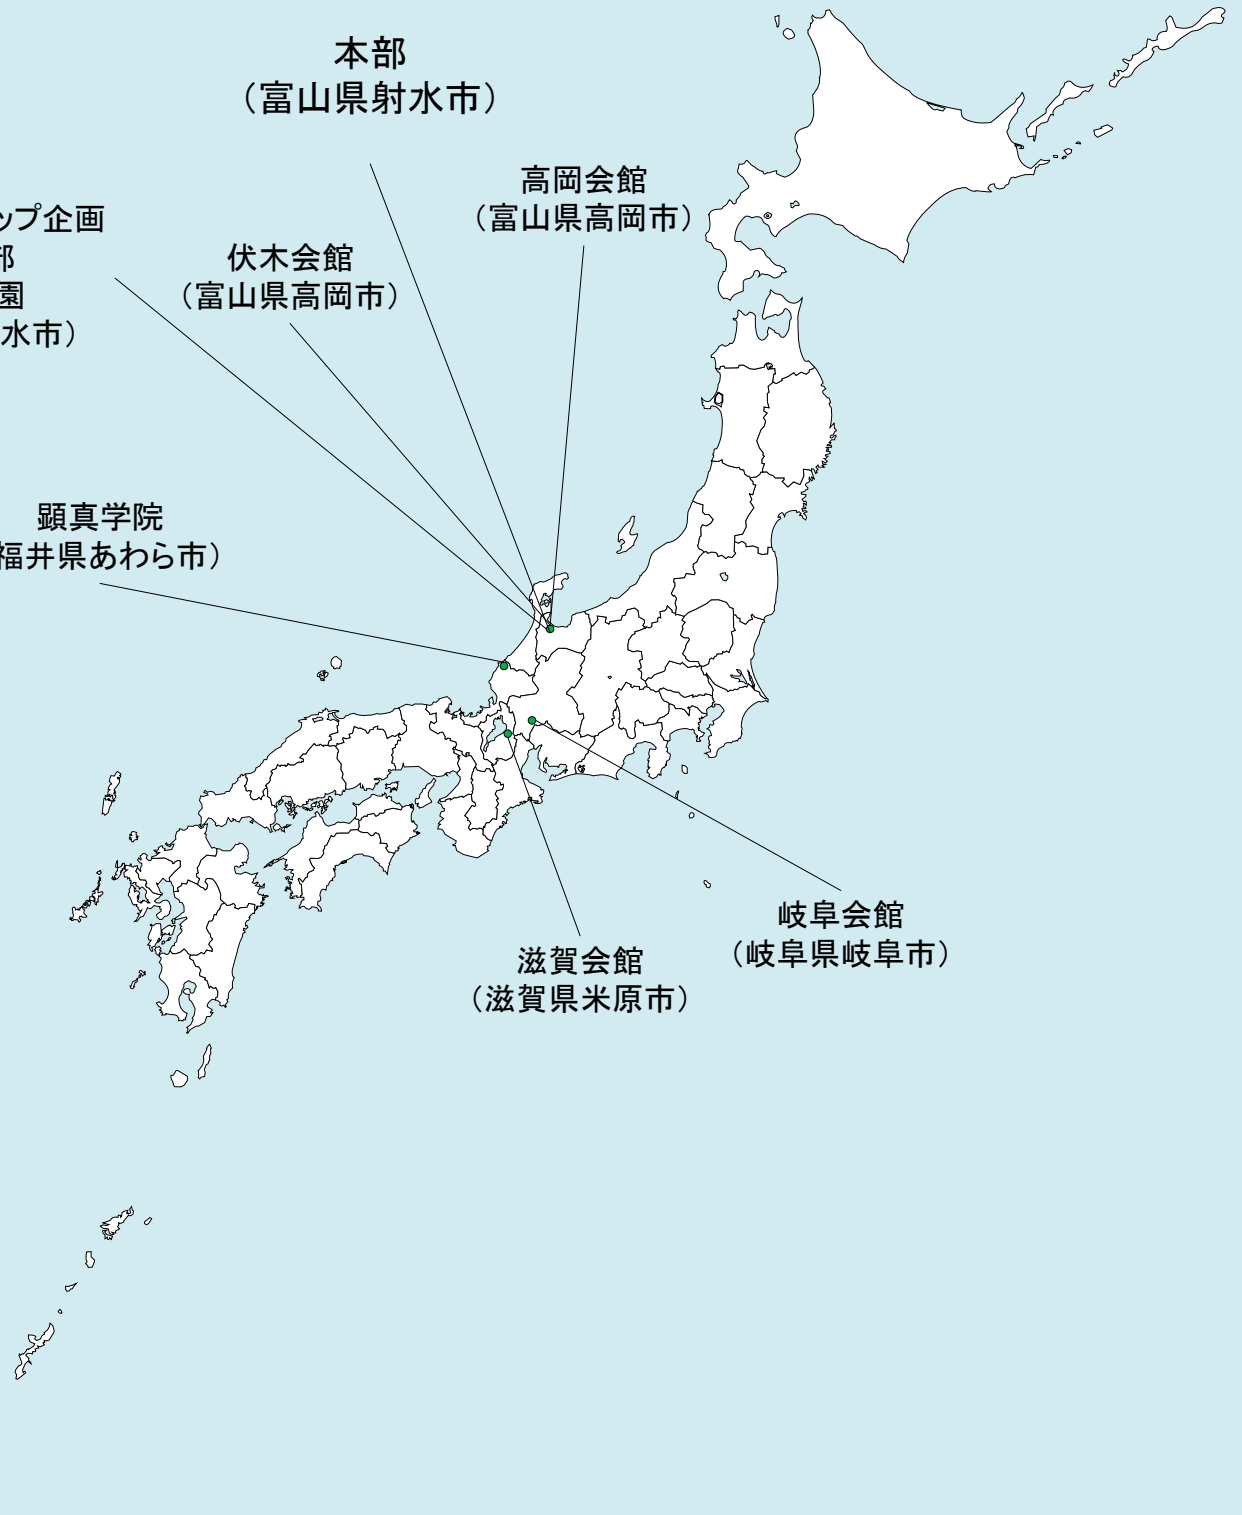 本部
（富山県射水市）
高岡会館
（富山県高岡市）
ップ企画
部
園
水市）
伏木会館
（富山県高岡市）
顕真学院
福井県あわら市）
岐阜会館
（岐阜県岐阜市）
滋賀会館
（滋賀県米原市）